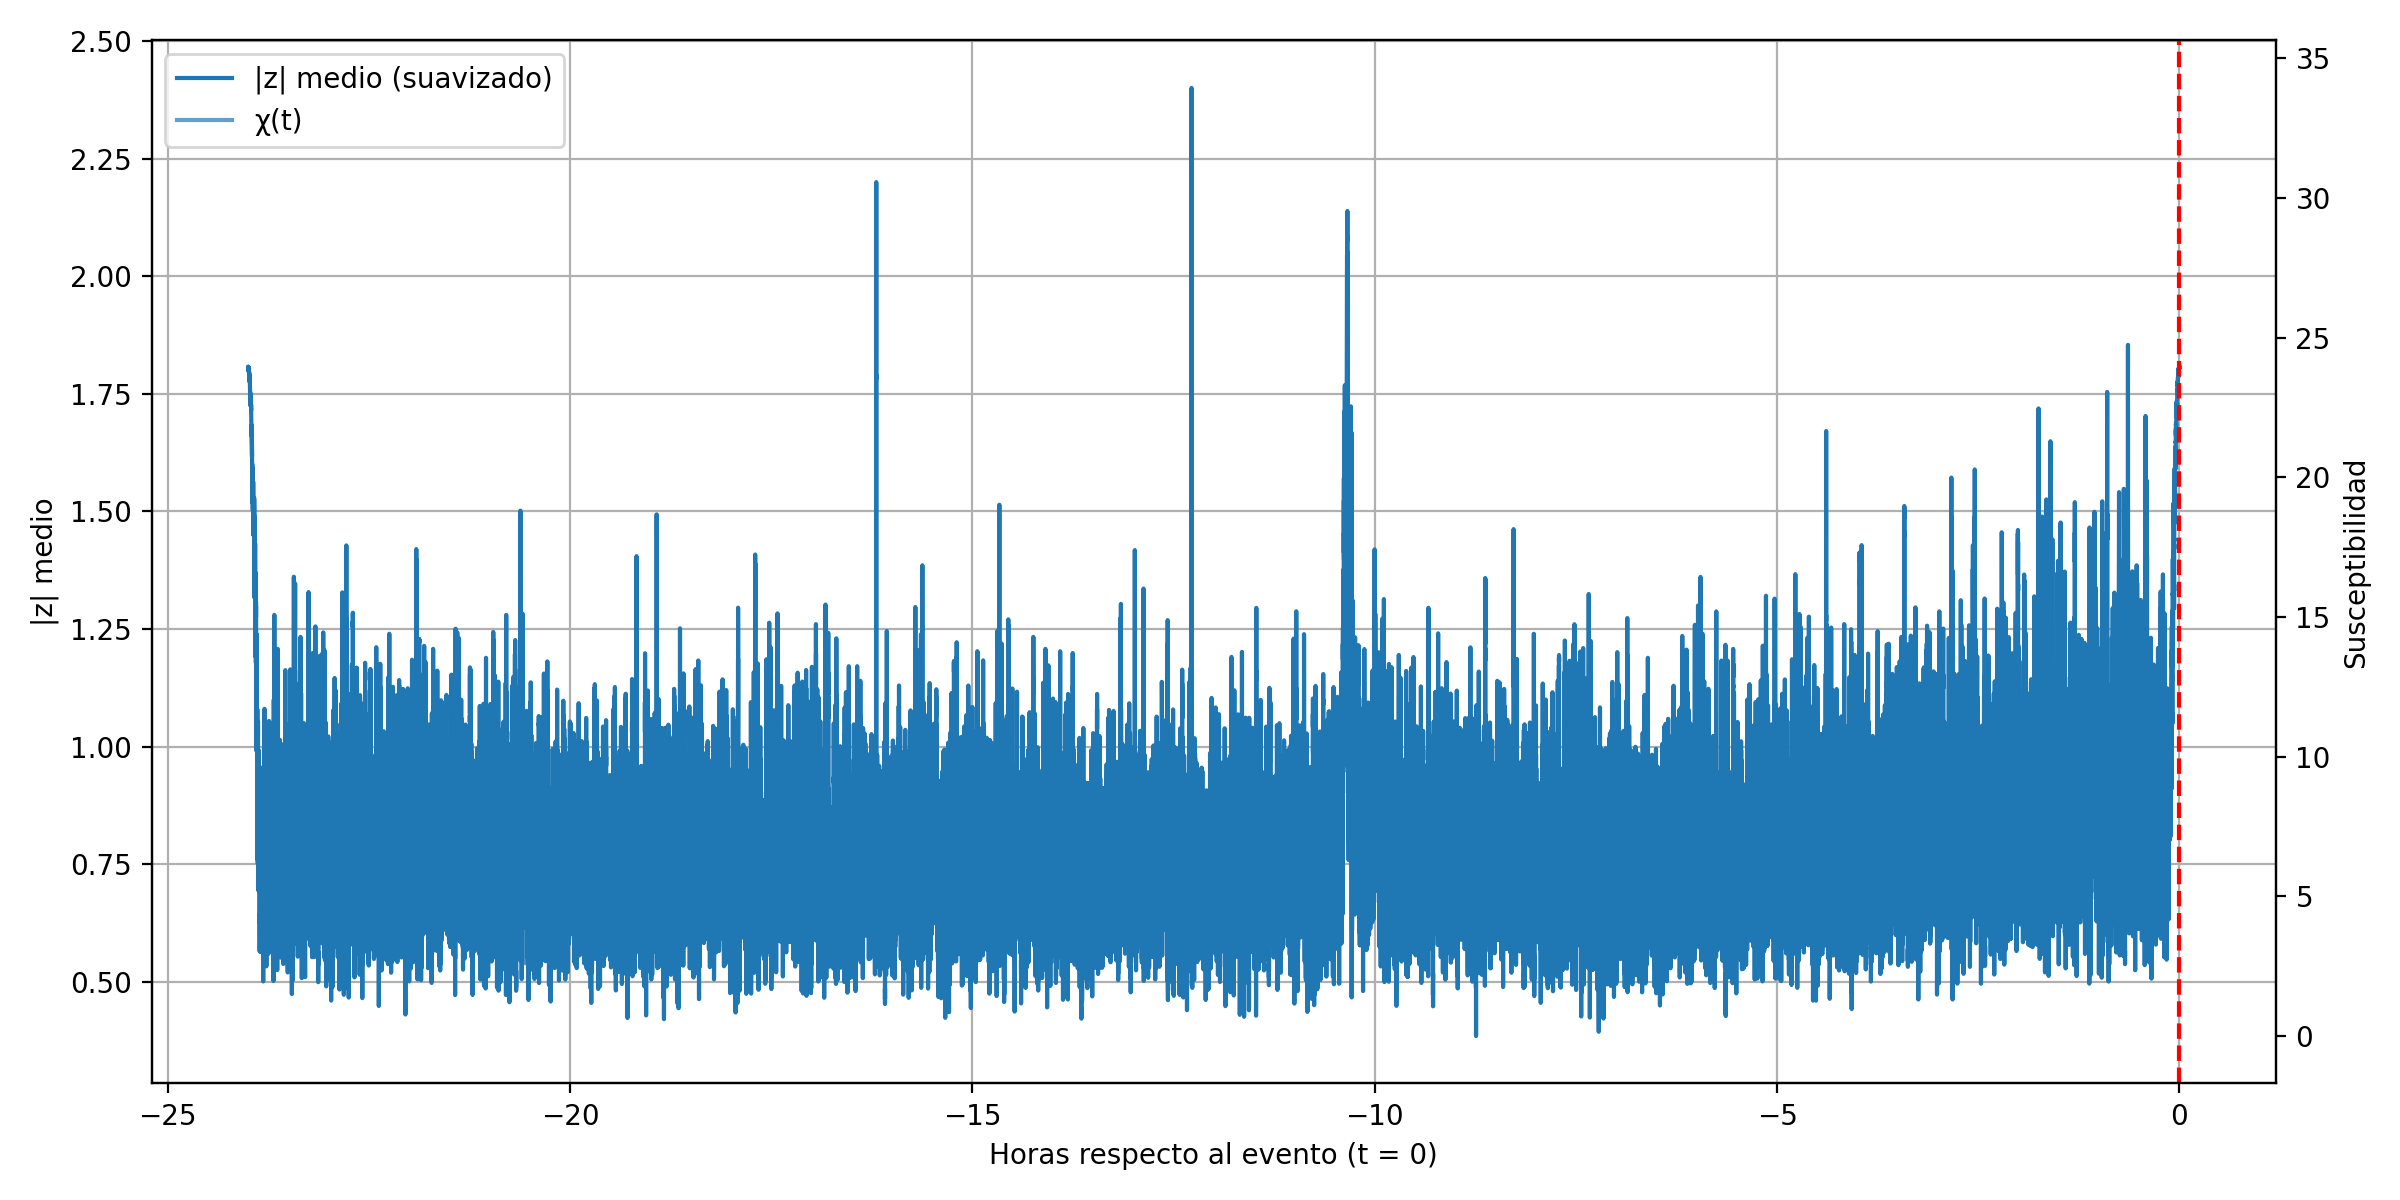 |z| medio (suavizado)
χ(t)
2.50
2.25
2.00
1.75
1.50
1.25
1.00
0.75
0.50
|z| medio
35
30
25
20
15
10
5
0
Susceptibilidad
−25 −20 −15 −10 −5 0
Horas respecto al evento (t = 0)